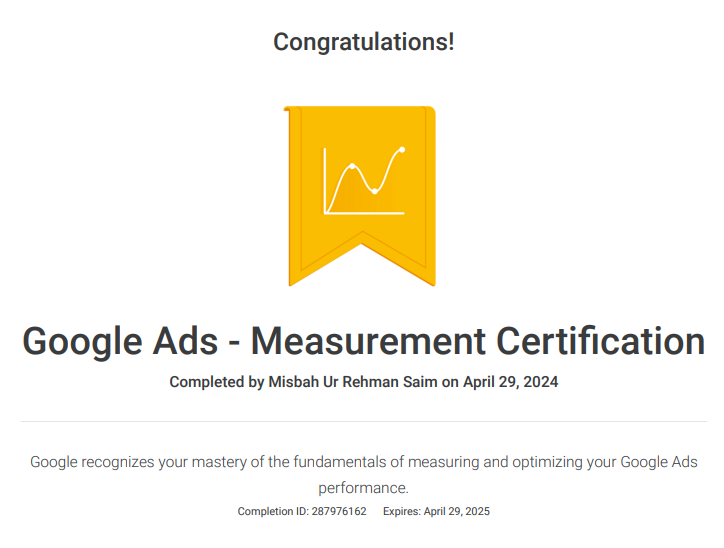 Congratulations!
Google Ads - Measurement Certification
Completed by Misbah Ur Rehman Saim on April 29, 2024
Google recognizes your mastery of the fundamentals of measuring and optimizing your Google Ads
performance.
Completion ID: 287976162 Expires: April 29, 2025